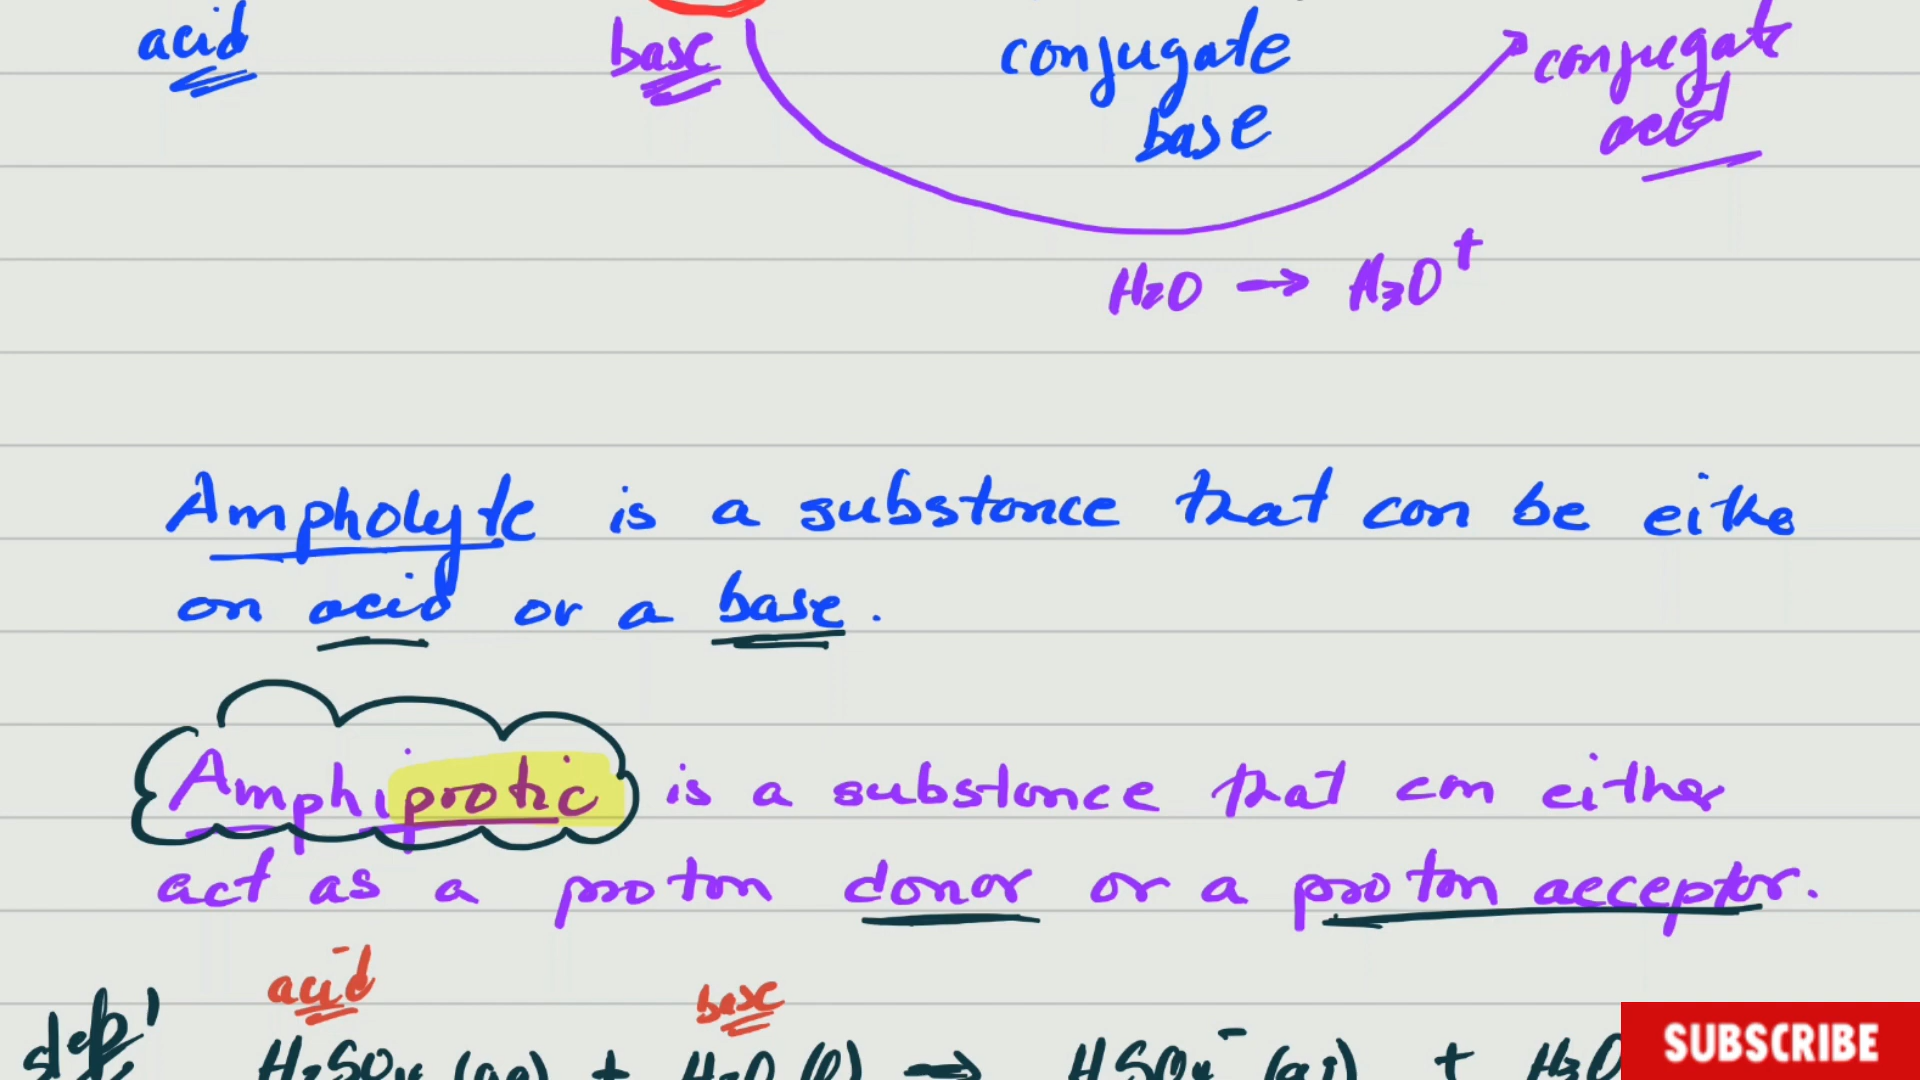 acid base conjugate conjugate
base acid
H₂O → H₃O⁺
Ampholyte is a substance that can be eithe
an acid or a base.
Amphiprotic is a substance that can either
act as a proton donor or a proton acceptor.
acid base
step 1 H₂SO₄ (aq) + H₂O (l) → HSO₄⁻ (aq) + H₃O
SUBSCRIBE